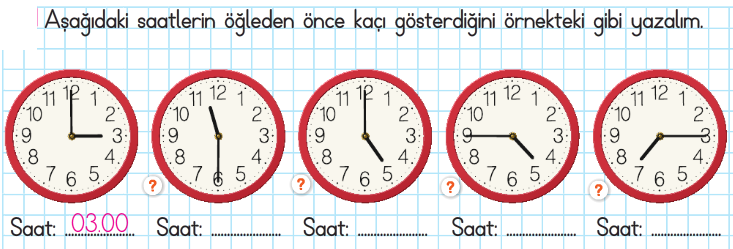 Aşağıdaki saatlerin öğleden önce kaçı gösterdiğini örnekteki gibi yazalım.
12 1 2 3 4 5 6 7 8 9 10 11
12 1 2 3 4 5 6 7 8 9 10 11
12 1 2 3 4 5 6 7 8 9 10 11
12 1 2 3 4 5 6 7 8 9 10 11
12 1 2 3 4 5 6 7 8 9 10 11
? ? ? ?
Saat: 03.00 Saat: .................... Saat: .................... Saat: .................... Saat: ....................